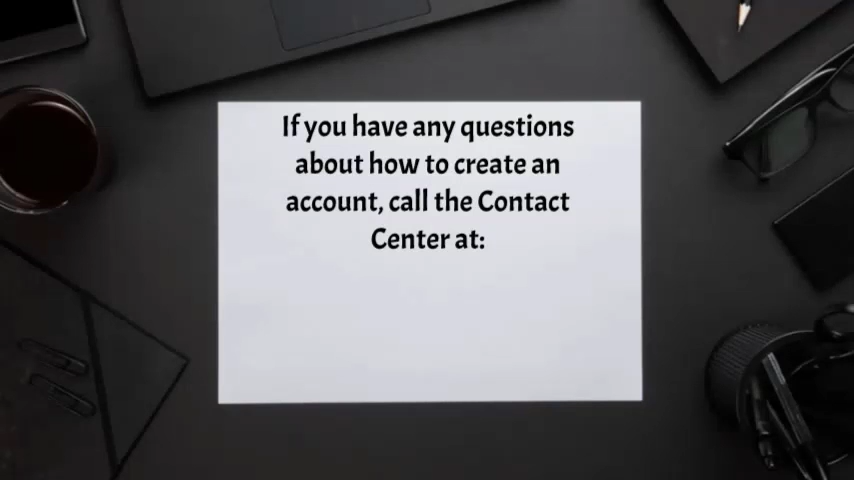 If you have any questions
about how to create an
account, call the Contact
Center at: